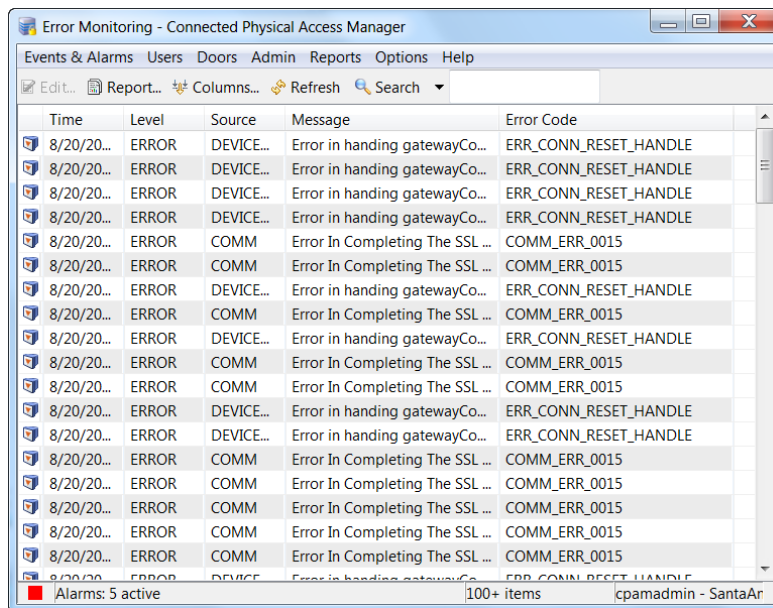 Error Monitoring - Connected Physical Access Manager
Events & Alarms Users Doors Admin Reports Options Help
Edit... Report... Columns... Refresh Search
Time Level Source Message Error Code
8/20/20... ERROR DEVICE... Error in handing gatewayCo... ERR_CONN_RESET_HANDLE
8/20/20... ERROR DEVICE... Error in handing gatewayCo... ERR_CONN_RESET_HANDLE
8/20/20... ERROR DEVICE... Error in handing gatewayCo... ERR_CONN_RESET_HANDLE
8/20/20... ERROR DEVICE... Error in handing gatewayCo... ERR_CONN_RESET_HANDLE
8/20/20... ERROR COMM Error In Completing The SSL ... COMM_ERR_0015
8/20/20... ERROR COMM Error In Completing The SSL ... COMM_ERR_0015
8/20/20... ERROR DEVICE... Error in handing gatewayCo... ERR_CONN_RESET_HANDLE
8/20/20... ERROR COMM Error In Completing The SSL ... COMM_ERR_0015
8/20/20... ERROR DEVICE... Error in handing gatewayCo... ERR_CONN_RESET_HANDLE
8/20/20... ERROR COMM Error In Completing The SSL ... COMM_ERR_0015
8/20/20... ERROR COMM Error In Completing The SSL ... COMM_ERR_0015
8/20/20... ERROR DEVICE... Error in handing gatewayCo... ERR_CONN_RESET_HANDLE
8/20/20... ERROR DEVICE... Error in handing gatewayCo... ERR_CONN_RESET_HANDLE
8/20/20... ERROR COMM Error In Completing The SSL ... COMM_ERR_0015
8/20/20... ERROR COMM Error In Completing The SSL ... COMM_ERR_0015
8/20/20... ERROR COMM Error In Completing The SSL ... COMM_ERR_0015
8/20/20... ERROR COMM Error In Completing The SSL ... COMM_ERR_0015
8/20/20... ERROR COMM Error In Completing The SSL ... COMM_ERR_0015
8/20/20... ERROR DEVICE... Error in handing gatewayCo... ERR_CONN_RESET_HANDLE
Alarms: 5 active 100+ items cpamadmin - SantaAn